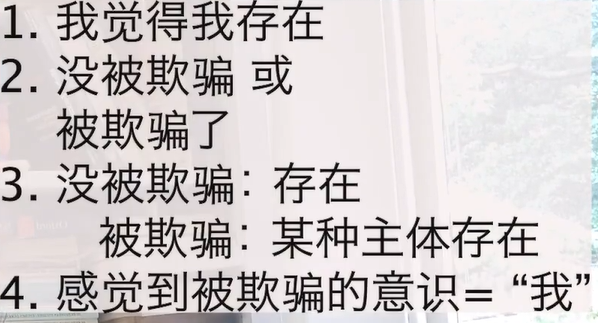 1. 我觉得我存在
2. 没被欺骗 或
被欺骗了
3. 没被欺骗：存在
被欺骗：某种主体存在
4. 感觉到被欺骗的意识= “我”